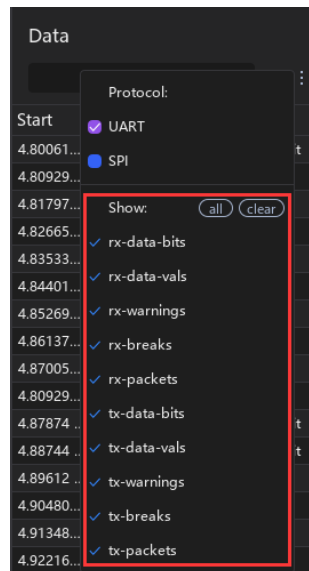 Data
Protocol:
Start
UART
4.80061...
SPI
t
4.80929...
4.81797...
Show: all clear
4.82665...
rx-data-bits
4.83533...
rx-data-vals
4.84401...
4.85269...
rx-warnings
4.86137...
rx-breaks
4.87005...
rx-packets
4.80929...
tx-data-bits
4.87874 ...
t
4.88744 ...
tx-data-vals
t
4.89612 ...
tx-warnings
4.90480...
tx-breaks
4.91348...
tx-packets
4.92216...